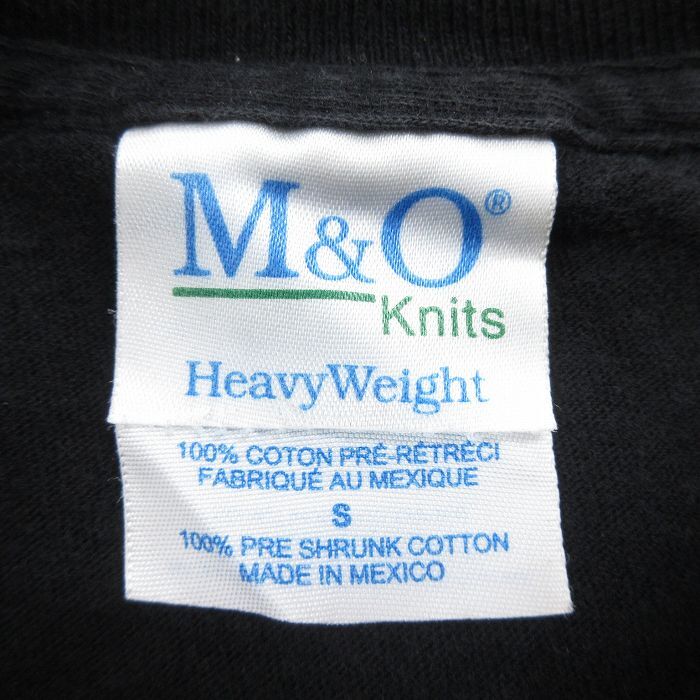 M&O®
Knits
HeavyWeight
100% COTON PRÉ-RÉTRÉCI
FABRIQUÉ AU MEXIQUE
S
100% PRE SHRUNK COTTON
MADE IN MEXICO